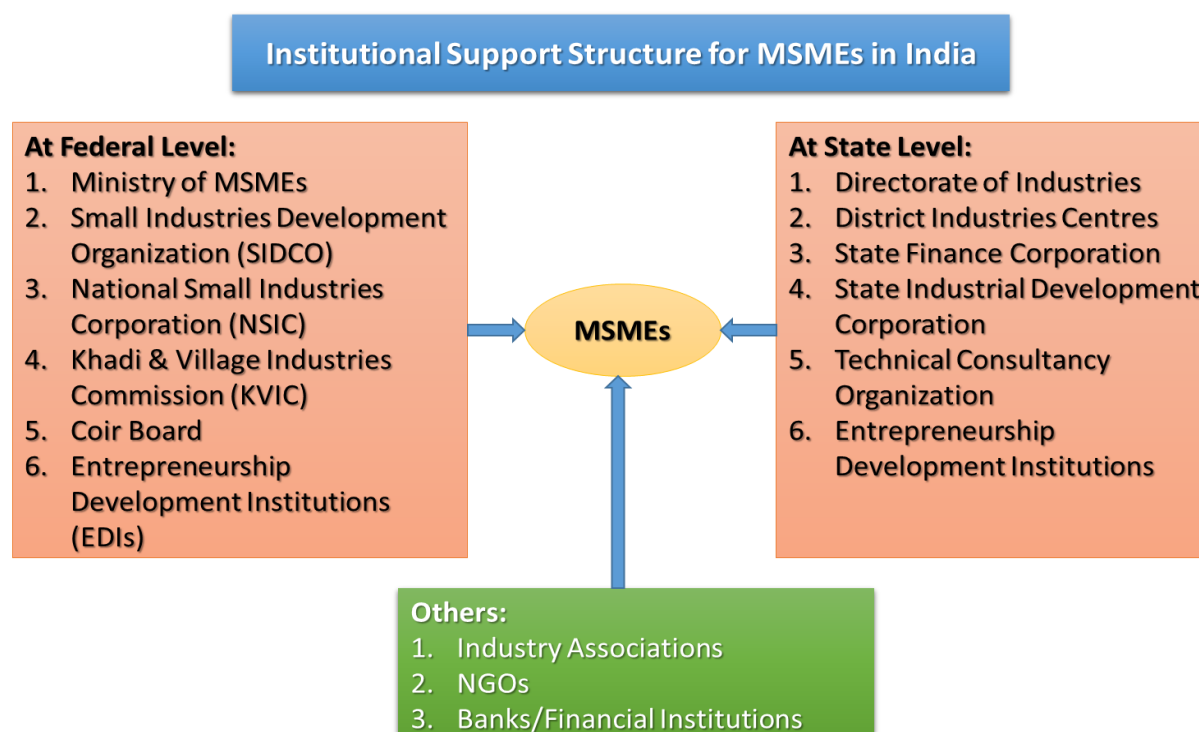 Institutional Support Structure for MSMEs in India
At Federal Level:
1. Ministry of MSMEs
2. Small Industries Development
Organization (SIDCO)
3. National Small Industries
Corporation (NSIC)
4. Khadi & Village Industries
Commission (KVIC)
5. Coir Board
6. Entrepreneurship
Development Institutions
(EDIs)
MSMEs
At State Level:
1. Directorate of Industries
2. District Industries Centres
3. State Finance Corporation
4. State Industrial Development
Corporation
5. Technical Consultancy
Organization
6. Entrepreneurship
Development Institutions
Others:
1. Industry Associations
2. NGOs
3. Banks/Financial Institutions